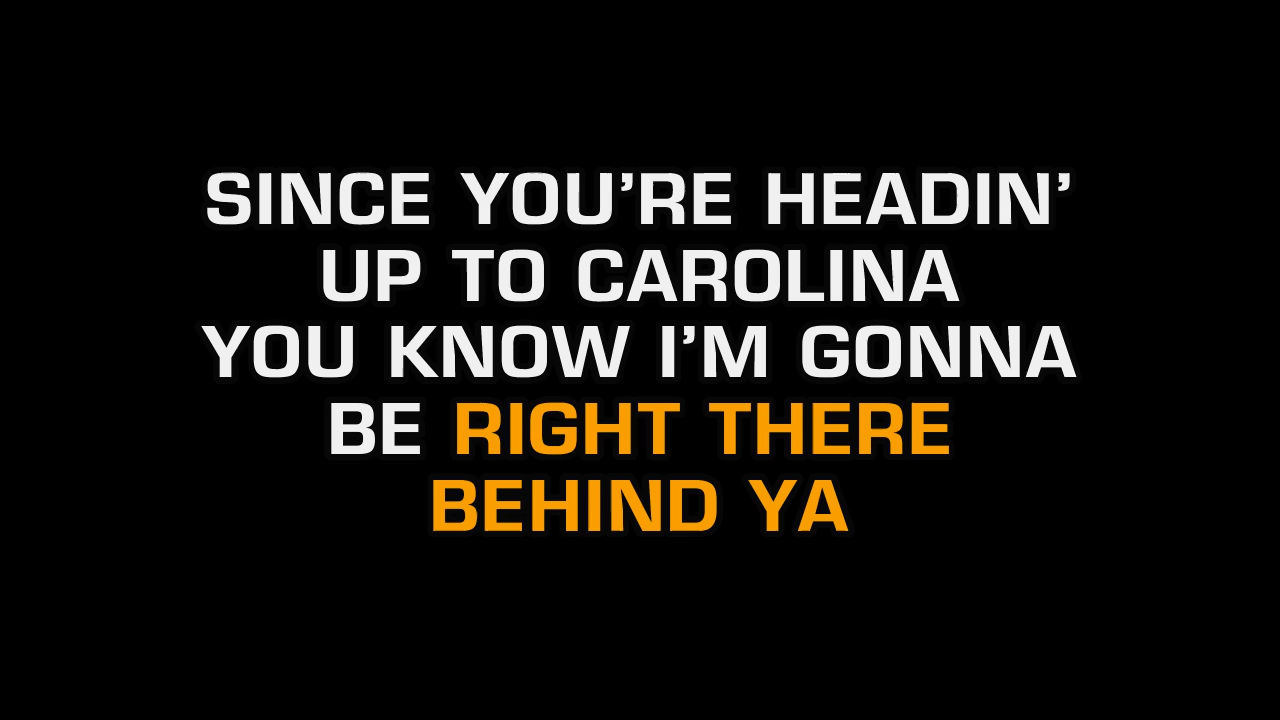 SINCE YOU’RE HEADIN’
UP TO CAROLINA
YOU KNOW I’M GONNA
BE RIGHT THERE
BEHIND YA